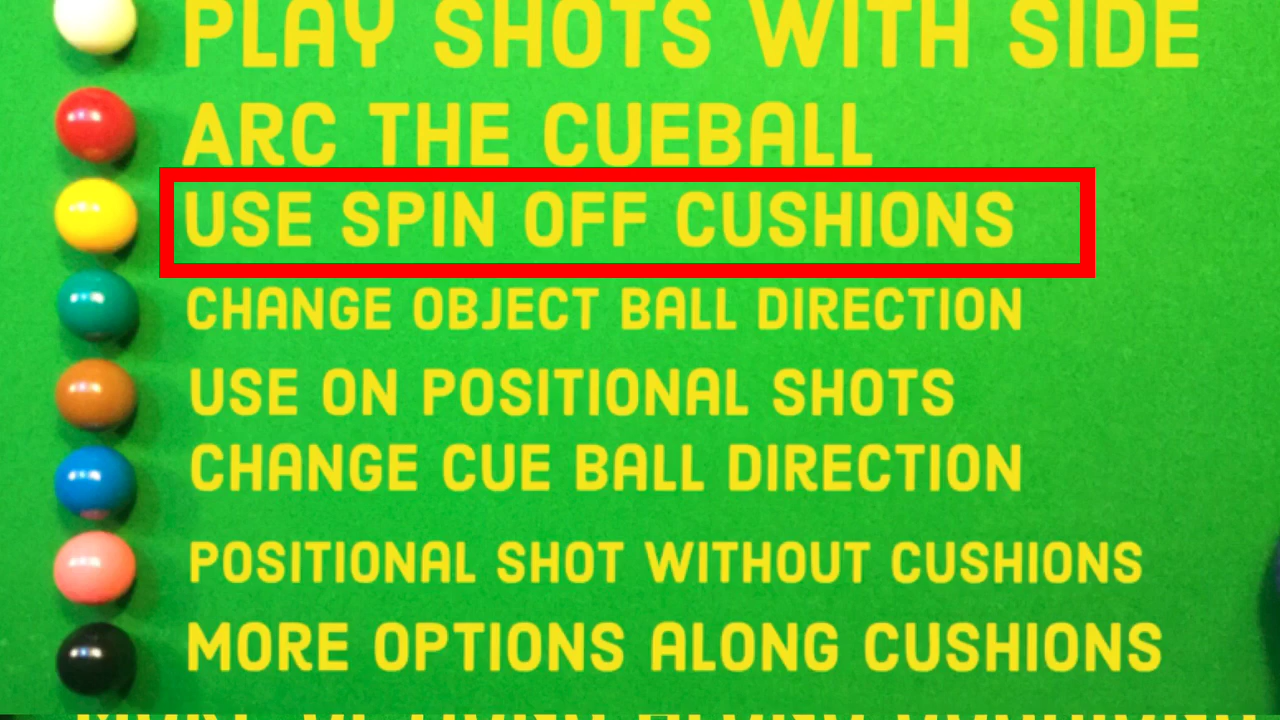 PLAY SHOTS WITH SIDE
ARC THE CUEBALL
USE SPIN OFF CUSHIONS
CHANGE OBJECT BALL DIRECTION
USE ON POSITIONAL SHOTS
CHANGE CUE BALL DIRECTION
POSITIONAL SHOT WITHOUT CUSHIONS
MORE OPTIONS ALONG CUSHIONS